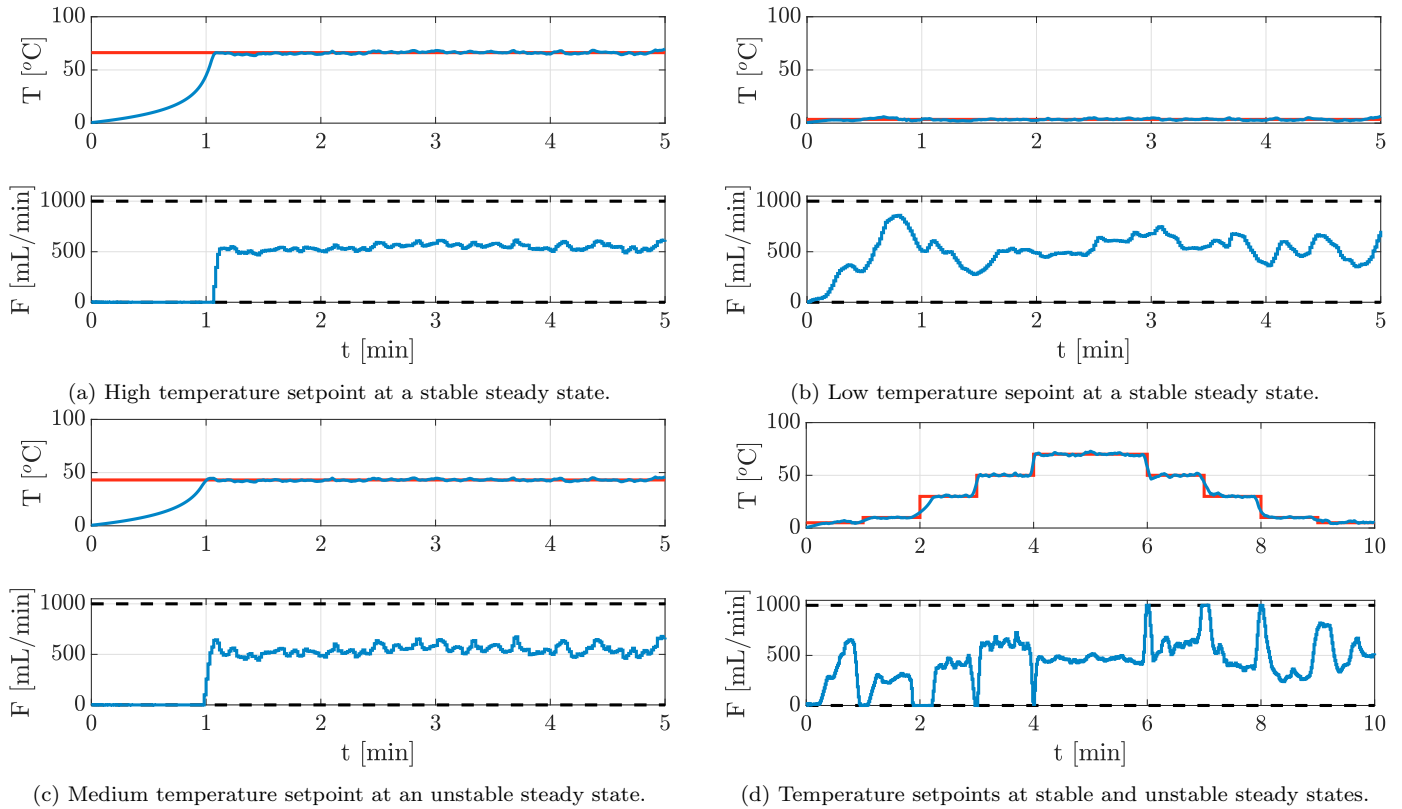 100
50
0
T [°C]
0 1 2 3 4 5
1000
500
0
F [mL/min]
0 1 2 3 4 5
t [min]
(a) High temperature setpoint at a stable steady state.
100
50
0
T [°C]
0 1 2 3 4 5
1000
500
0
F [mL/min]
0 1 2 3 4 5
t [min]
(b) Low temperature sepoint at a stable steady state.
100
50
0
T [°C]
0 1 2 3 4 5
1000
500
0
F [mL/min]
0 1 2 3 4 5
t [min]
(c) Medium temperature setpoint at an unstable steady state.
100
50
0
T [°C]
0 2 4 6 8 10
1000
500
0
F [mL/min]
0 2 4 6 8 10
t [min]
(d) Temperature setpoints at stable and unstable steady states.